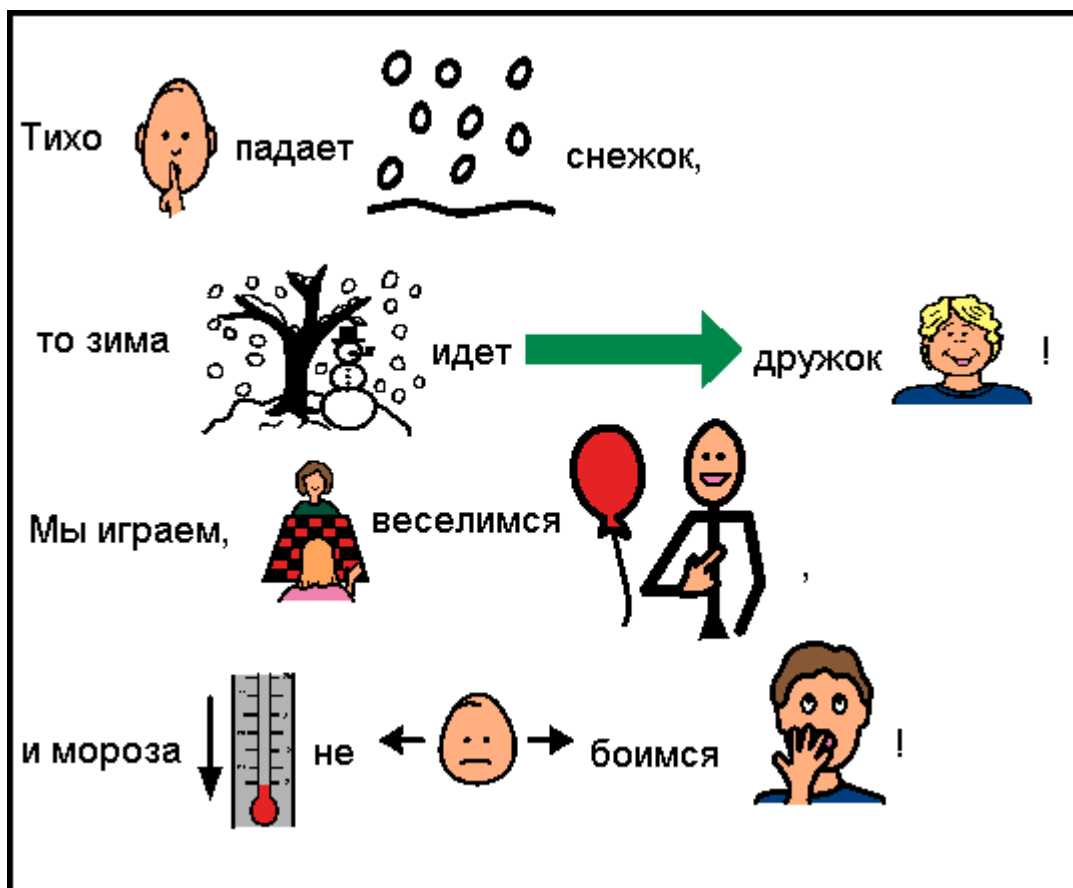 Тихо падает снежок,
то зима идет дружок !
Мы играем, веселимся ,
и мороза не боимся !